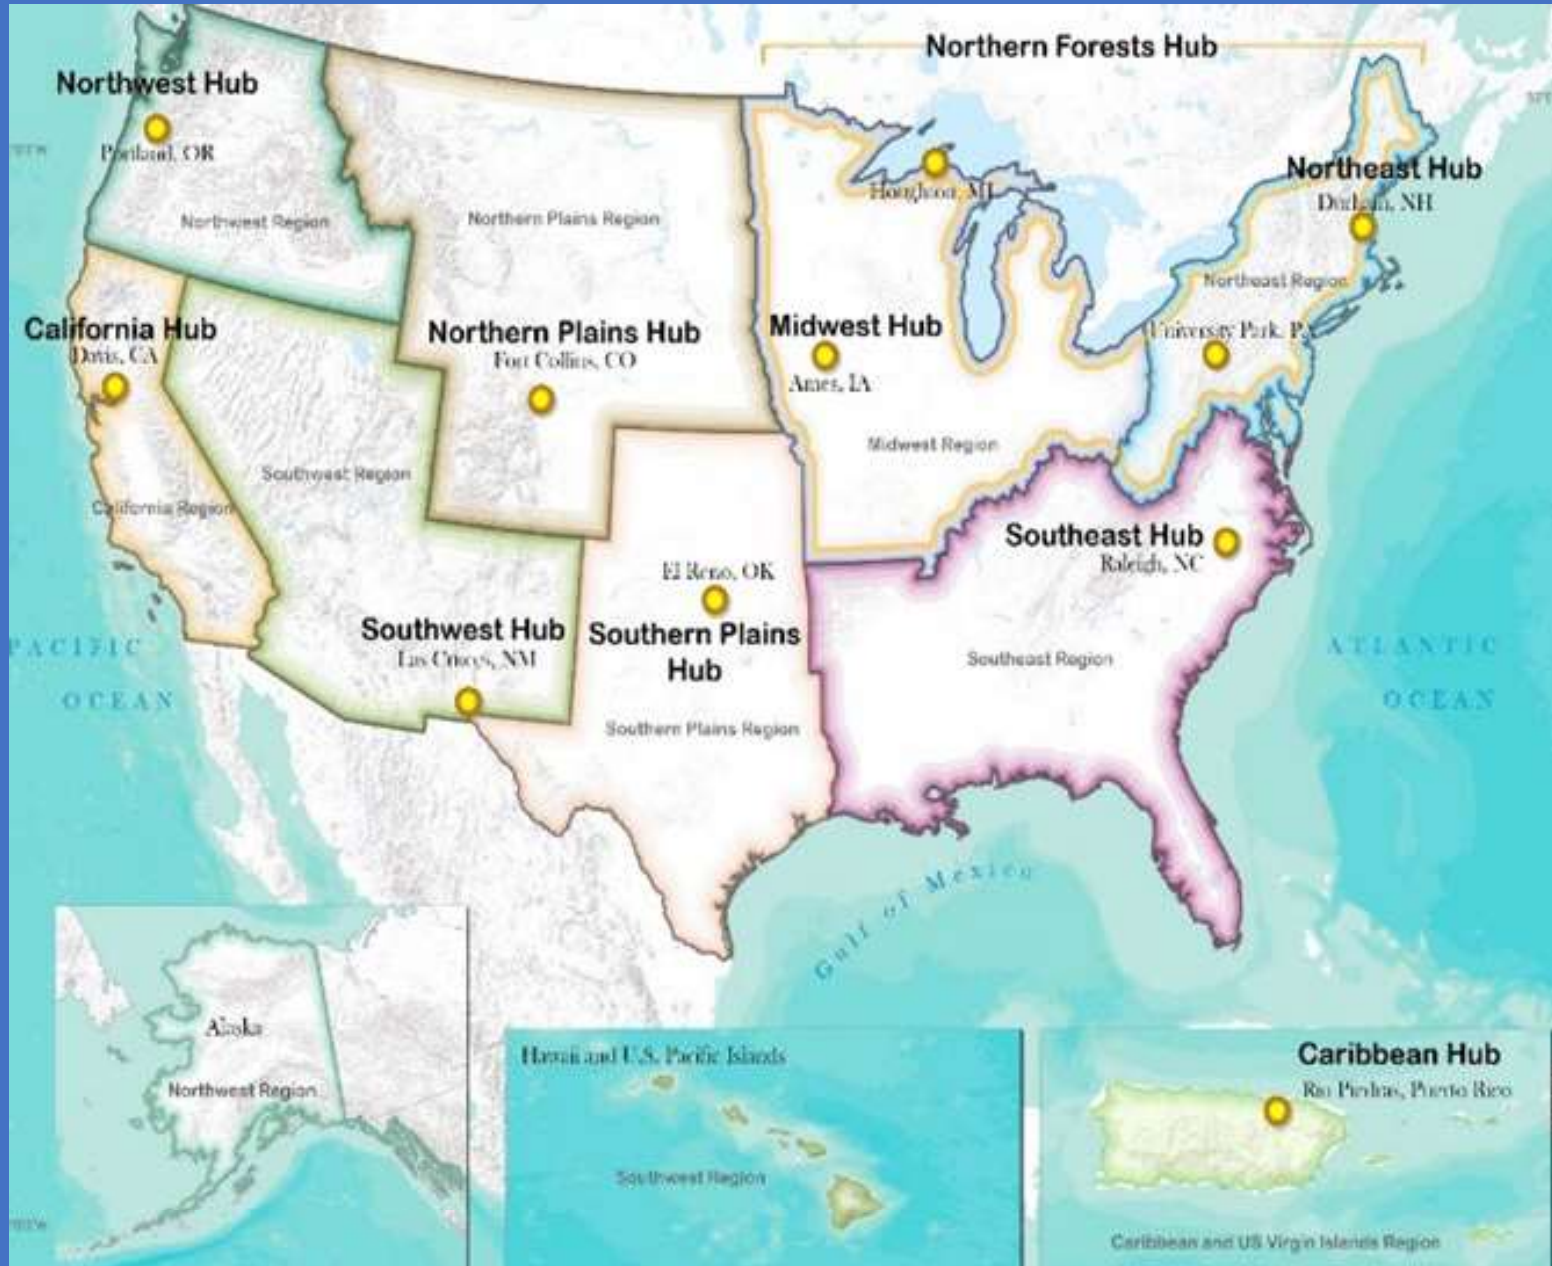 Northern Forests Hub
Northwest Hub
Portland, OR
Northwest Region
Northern Plains Region
Houghton, MI
Northeast Hub
Durham, NH
Northeast Region
California Hub
Davis, CA
Northern Plains Hub
Fort Collins, CO
Midwest Hub
Ames, IA
University Park, PA
Midwest Region
Southwest Region
California Region
Southeast Hub
Raleigh, NC
El Reno, OK
Southwest Hub
Las Cruces, NM
Southern Plains
Hub
Southeast Region
Southern Plains Region
PACIFIC
OCEAN
ATLANTIC
OCEAN
Gulf of Mexico
Alaska
Northwest Region
Hawaii and U.S. Pacific Islands
Southwest Region
Caribbean Hub
Rio Piedras, Puerto Rico
Caribbean and US Virgin Islands Region